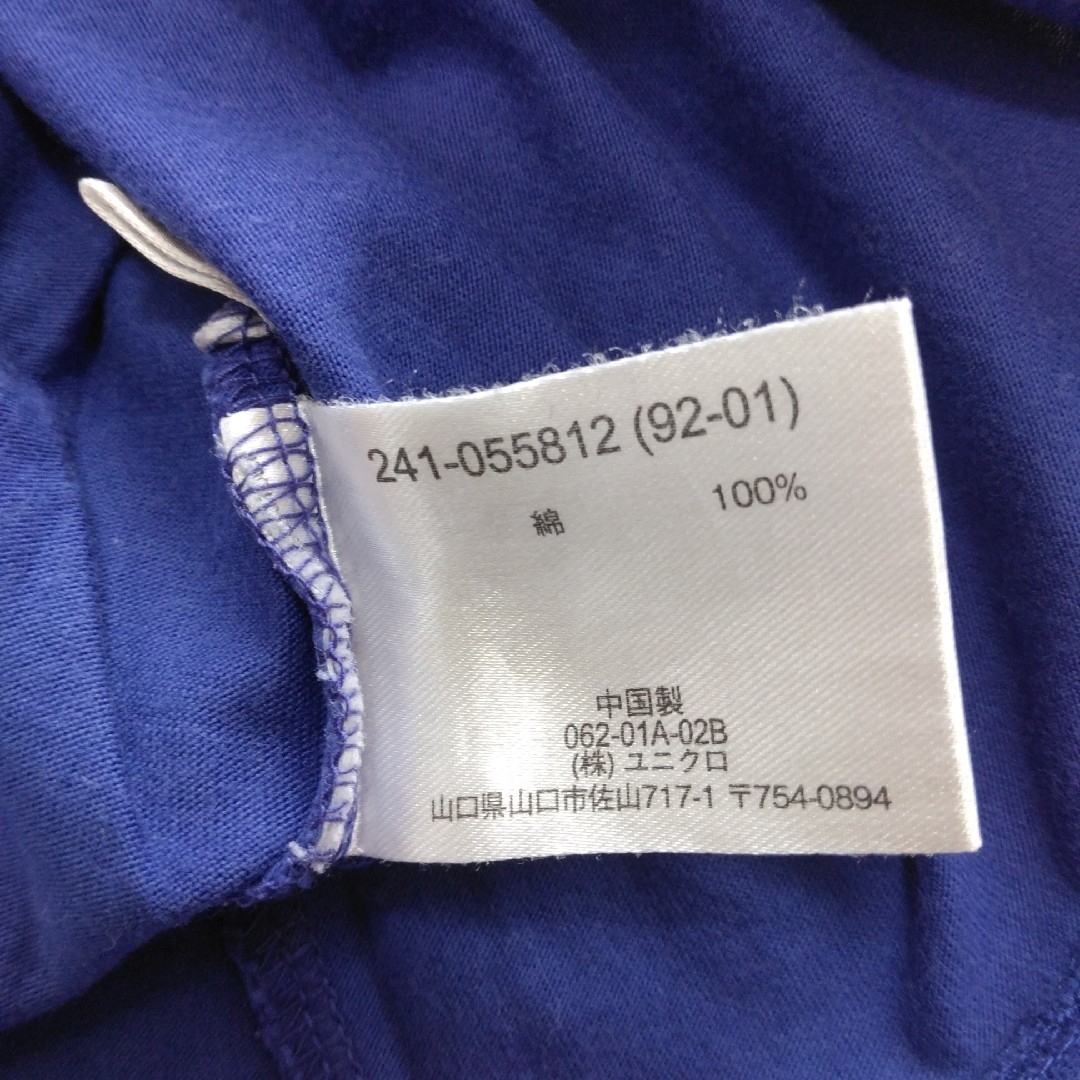 241-055812 (92-01)
綿 100%
中国製
062-01A-02B
(株) ユニクロ
山口県山口市佐山717-1 〒754-0894